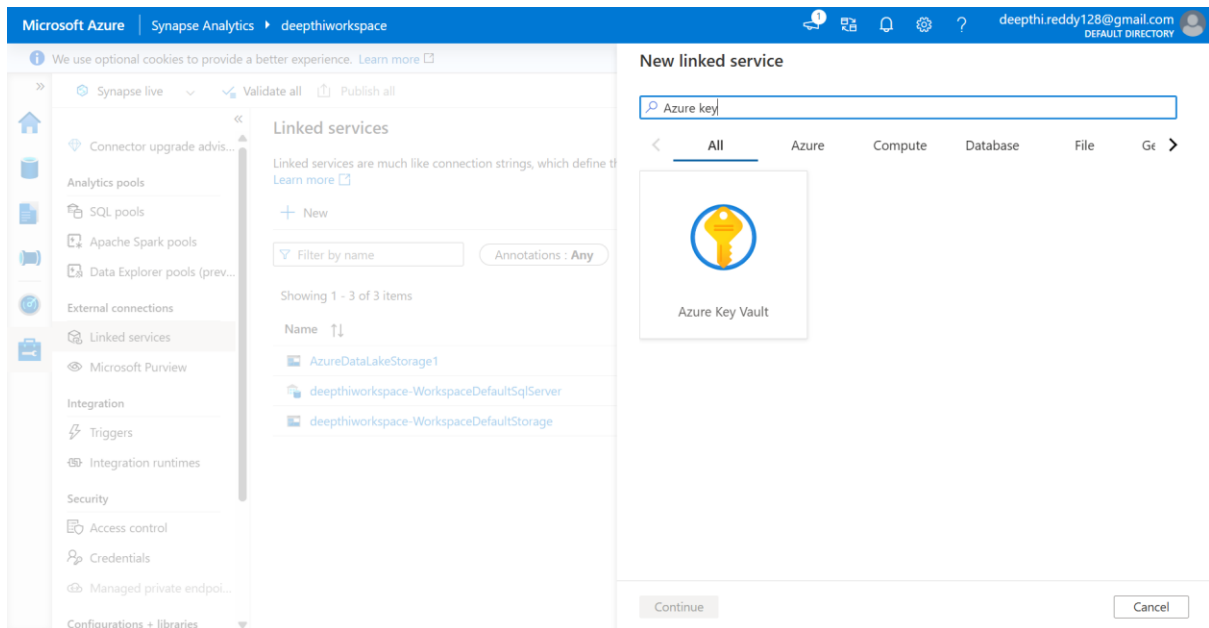 Microsoft Azure Synapse Analytics deepthiworkspace
1
deepthi.reddy128@gmail.com
DEFAULT DIRECTORY
We use optional cookies to provide a better experience. Learn more
Synapse live Validate all Publish all
Connector upgrade advis...
Analytics pools
SQL pools
Apache Spark pools
Data Explorer pools (prev...
External connections
Linked services
Microsoft Purview
Integration
Triggers
Integration runtimes
Security
Access control
Credentials
Managed private endpoi...
Configurations + libraries
Linked services
Linked services are much like connection strings, which define th
Learn more
New
Filter by name Annotations : Any
Showing 1 - 3 of 3 items
Name
AzureDataLakeStorage1
deepthiworkspace-WorkspaceDefaultSqlServer
deepthiworkspace-WorkspaceDefaultStorage
New linked service
Azure key
All Azure Compute Database File Ge
Azure Key Vault
Continue Cancel